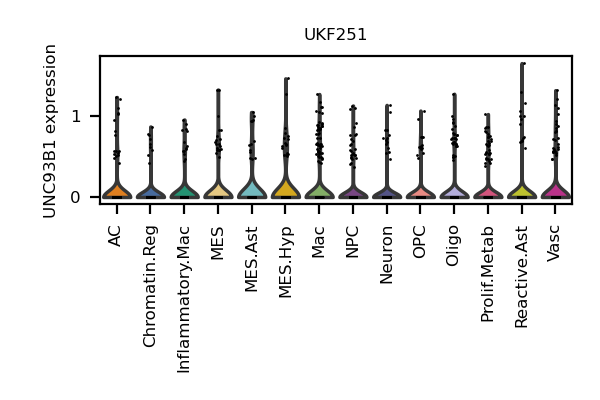 UKF251
UNC93B1 expression
1
0
AC
Chromatin.Reg
Inflammatory.Mac
MES
MES.Ast
MES.Hyp
Mac
NPC
Neuron
OPC
Oligo
Prolif.Metab
Reactive.Ast
Vasc